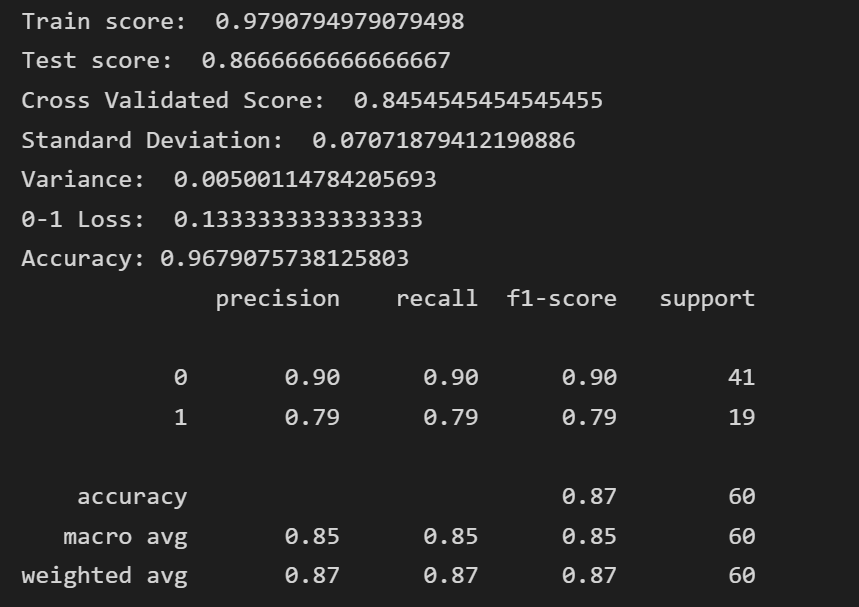 Train score:  0.9790794979079498
Test score:  0.8666666666666667
Cross Validated Score:  0.8454545454545455
Standard Deviation:  0.07071879412190886
Variance:  0.00500114784205693
0-1 Loss:  0.1333333333333333
Accuracy: 0.9679075738125803
              precision    recall  f1-score   support

           0       0.90      0.90      0.90        41
           1       0.79      0.79      0.79        19

    accuracy                           0.87        60
   macro avg       0.85      0.85      0.85        60
weighted avg       0.87      0.87      0.87        60